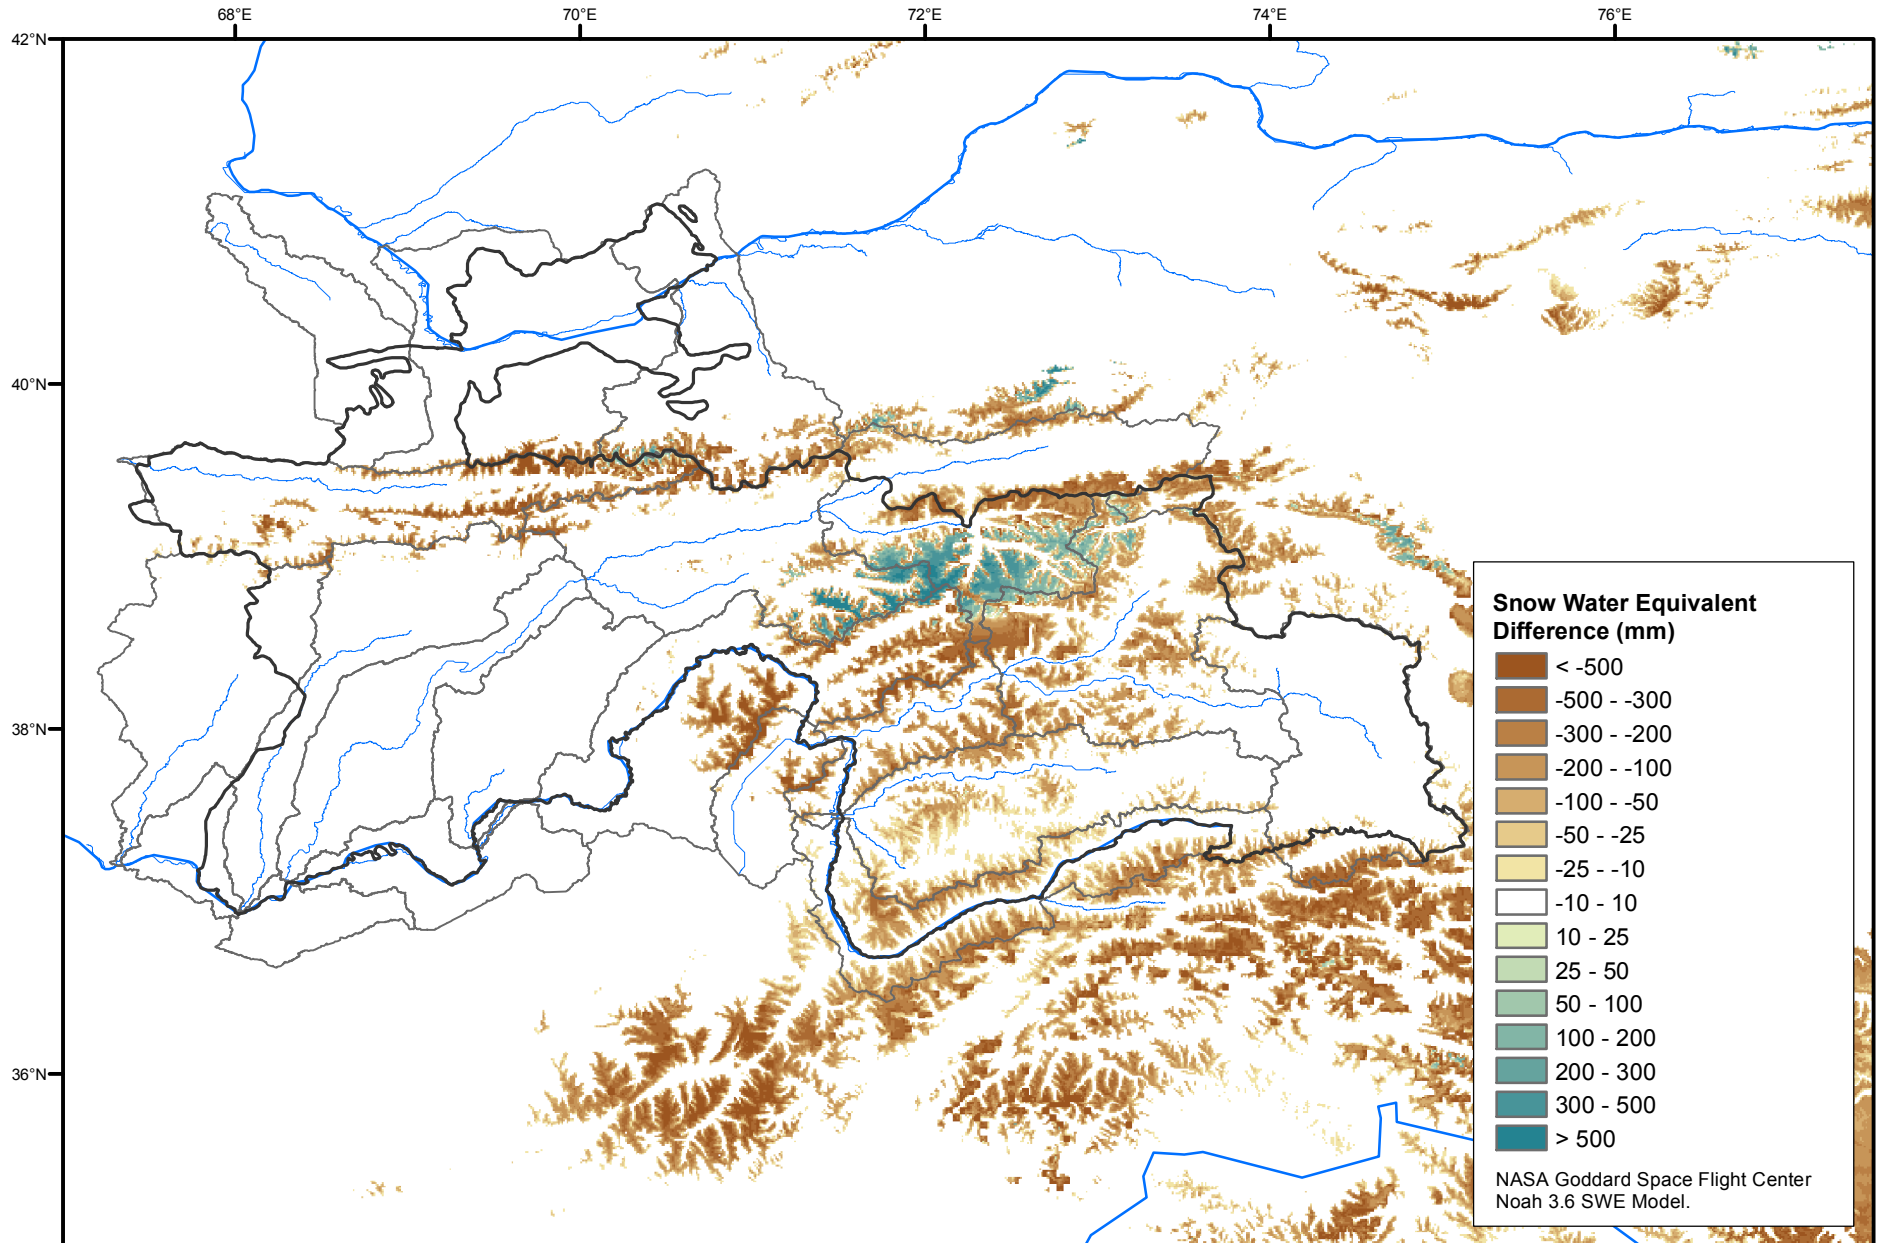 68°E
70°E
72°E
74°E
76°E
42°N
40°N
38°N
36°N
Snow Water Equivalent
Difference (mm)
< -500
-500 - -300
-300 - -200
-200 - -100
-100 - -50
-50 - -25
-25 - -10
-10 - 10
10 - 25
25 - 50
50 - 100
100 - 200
200 - 300
300 - 500
> 500
NASA Goddard Space Flight Center
Noah 3.6 SWE Model.